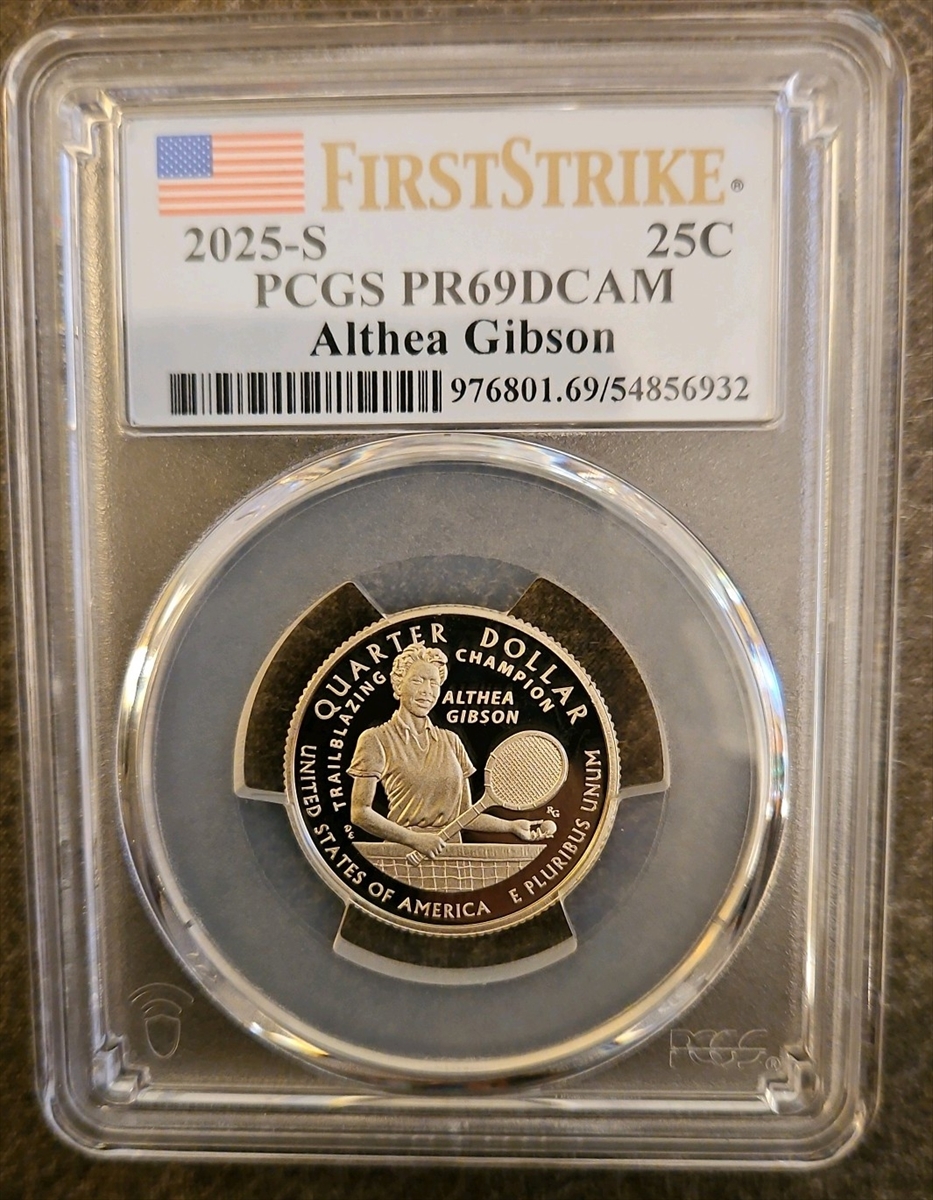 FIRSTSTRIKE®
2025-S 25C
PCGS PR69DCAM
Althea Gibson
976801.69/54856932
QUARTER DOLLAR
TRAILBLAZING CHAMPION
ALTHEA
GIBSON
RG
UNITED STATES OF AMERICA
E PLURIBUS UNUM
PCGS®